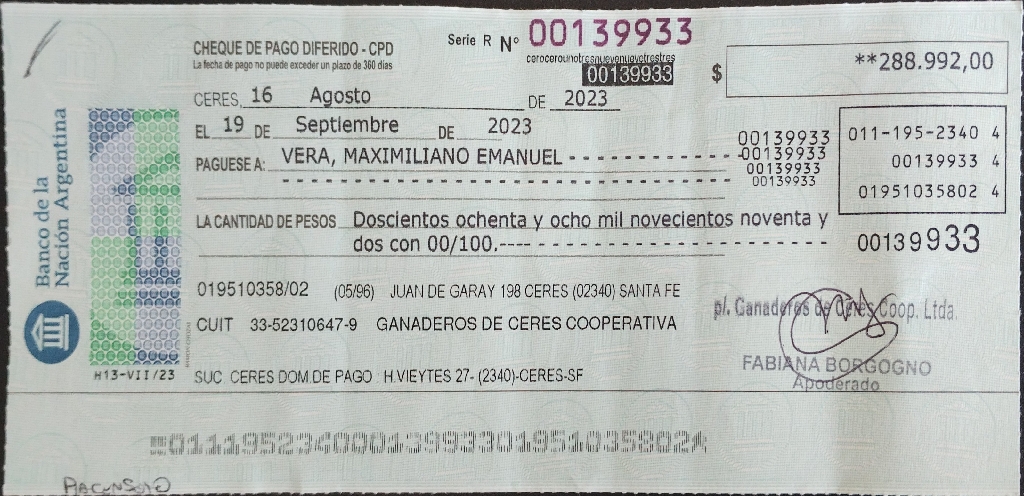 CHEQUE DE PAGO DIFERIDO - CPD
La fecha de pago no puede exceder un plazo de 360 días
Serie R Nº 00139933
cerocerounotresnuevenuevetrestres
00139933
$ **288.992,00
CERES, 16 Agosto DE 2023
EL 19 DE Septiembre DE 2023
PAGUESE A: VERA, MAXIMILIANO EMANUEL - - - - - - - - - - - - -
- - - - - - - - - - - - - - - - - - - - - - - - - - - - - - - - -
00139933
00139933
00139933
00139933
011-195-2340 4
00139933 4
01951035802 4
LA CANTIDAD DE PESOS Doscientos ochenta y ocho mil novecientos noventa y
dos con 00/100.---- - - - - - - - - - - - - - - - - - - - - - -
00139933
Banco de la
Nación Argentina
019510358/02 (05/96) JUAN DE GARAY 198 CERES (02340) SANTA FE
CUIT 33-52310647-9 GANADEROS DE CERES COOPERATIVA
p/. Ganaderos de Ceres Coop. Ltda.
FABIANA BORGOGNO
Apoderado
H13-VII/23
SUC CERES DOM.DE PAGO : H.VIEYTES 27- (2340)-CERES-SF
01119523400013993301951035802